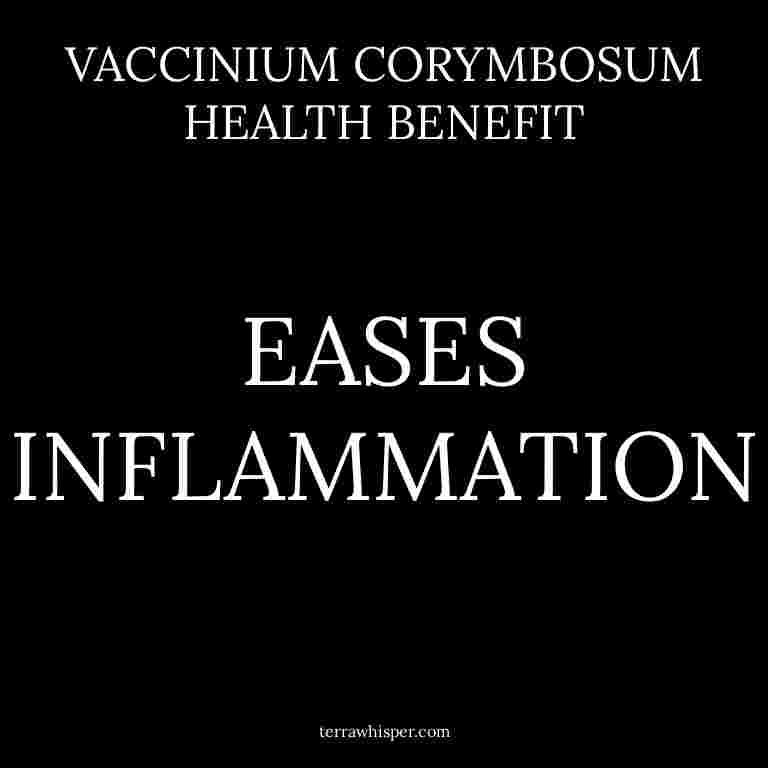 VACCINIUM CORYMBOSUM
HEALTH BENEFIT
EASES
INFLAMMATION
terrawhisper.com